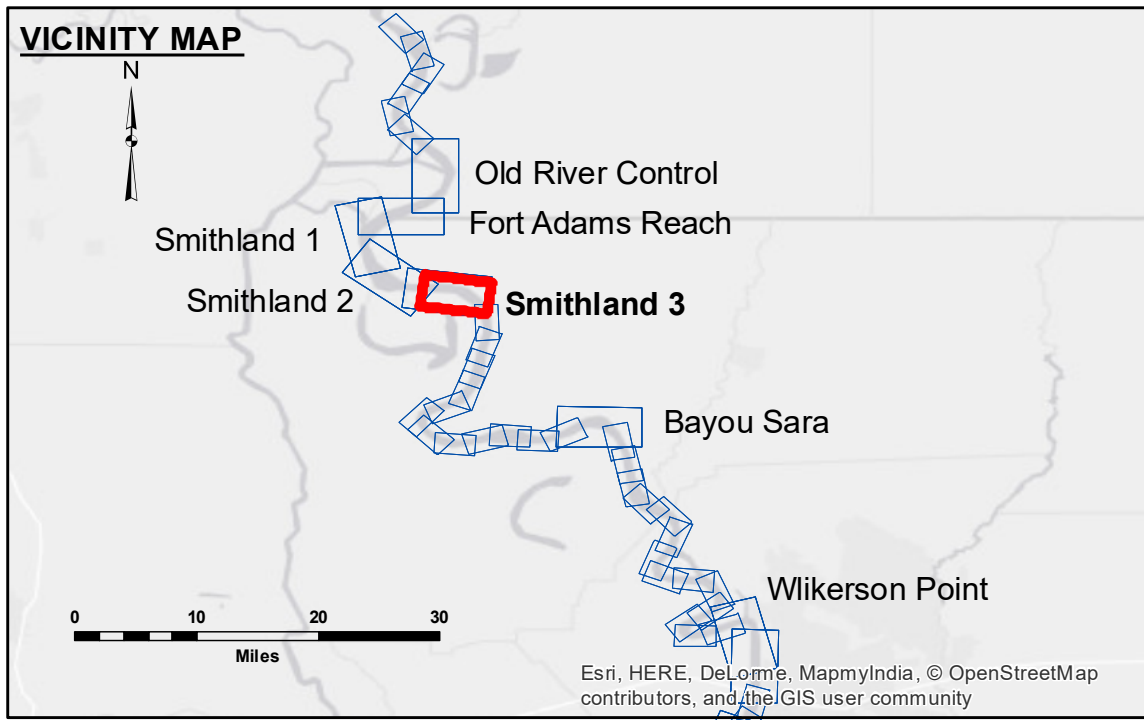 VICINITY MAP
N
Old River Control
Fort Adams Reach
Smithland 1
Smithland 2
Smithland 3
Bayou Sara
Wlikerson Point
0 10 20 30
Miles
Esri, HERE, DeLorme, MapmyIndia, © OpenStreetMap
contributors, and the GIS user community